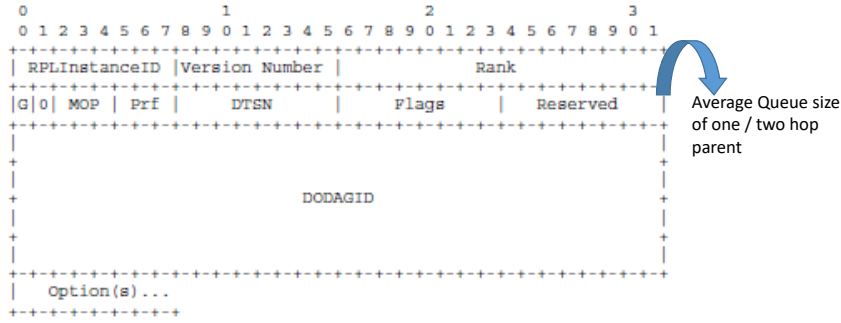 0                   1                   2                   3
 0 1 2 3 4 5 6 7 8 9 0 1 2 3 4 5 6 7 8 9 0 1 2 3 4 5 6 7 8 9 0 1
+-+-+-+-+-+-+-+-+-+-+-+-+-+-+-+-+-+-+-+-+-+-+-+-+-+-+-+-+-+-+-+-+
| RPLInstanceID |Version Number |             Rank              |
+-+-+-+-+-+-+-+-+-+-+-+-+-+-+-+-+-+-+-+-+-+-+-+-+-+-+-+-+-+-+-+-+
|G|0| MOP | Prf |     DTSN      |     Flags     |   Reserved    |
+-+-+-+-+-+-+-+-+-+-+-+-+-+-+-+-+-+-+-+-+-+-+-+-+-+-+-+-+-+-+-+-+
|                                                               |
+                                                               +
|                                                               |
+                            DODAGID                            +
|                                                               |
+                                                               +
|                                                               |
+-+-+-+-+-+-+-+-+-+-+-+-+-+-+-+-+-+-+-+-+-+-+-+-+-+-+-+-+-+-+-+-+
|   Option(s)...
+-+-+-+-+-+-+-+-+
Average Queue size
of one / two hop
parent